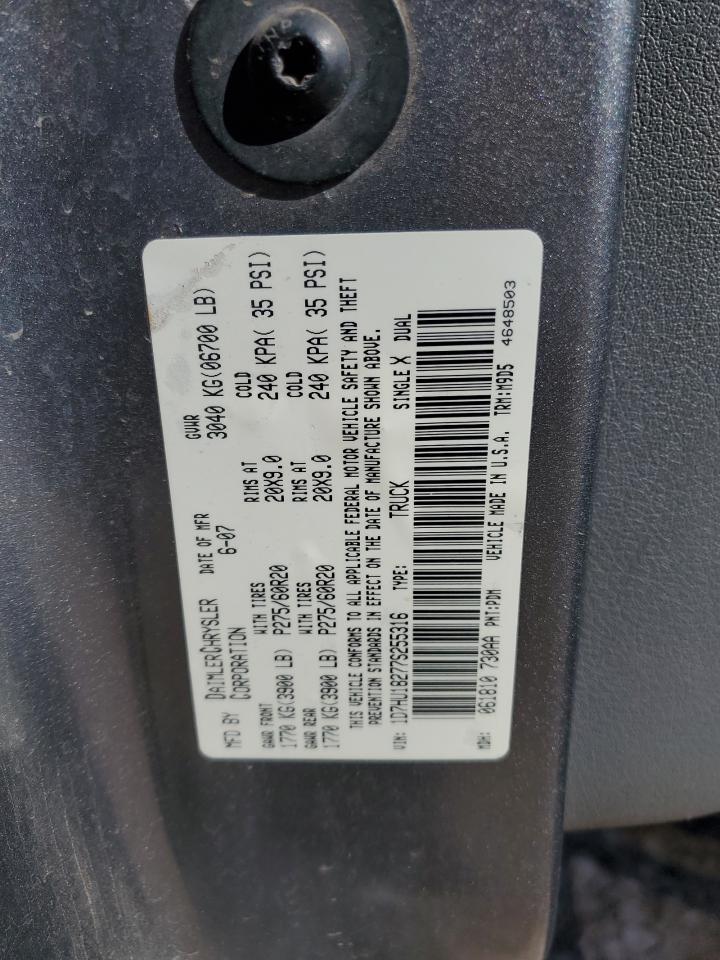 MFD BY DAIMLERCHRYSLER CORPORATION
DATE OF MFR 6-07
GVWR 3040 KG(06700 LB)
GAWR FRONT WITH TIRES RIMS AT COLD
1770 KG(3900 LB) P275/60R20 20X9.0 240 KPA( 35 PSI)
GAWR REAR WITH TIRES RIMS AT COLD
1770 KG(3900 LB) P275/60R20 20X9.0 240 KPA( 35 PSI)
THIS VEHICLE CONFORMS TO ALL APPLICABLE FEDERAL MOTOR VEHICLE SAFETY AND THEFT
PREVENTION STANDARDS IN EFFECT ON THE DATE OF MANUFACTURE SHOWN ABOVE.
VIN: 1D7HU18277S255316 TYPE: TRUCK SINGLE X DUAL
MDH: 061810 730AA PNT:PDM VEHICLE MADE IN U.S.A. TRM:M9D5
4648503